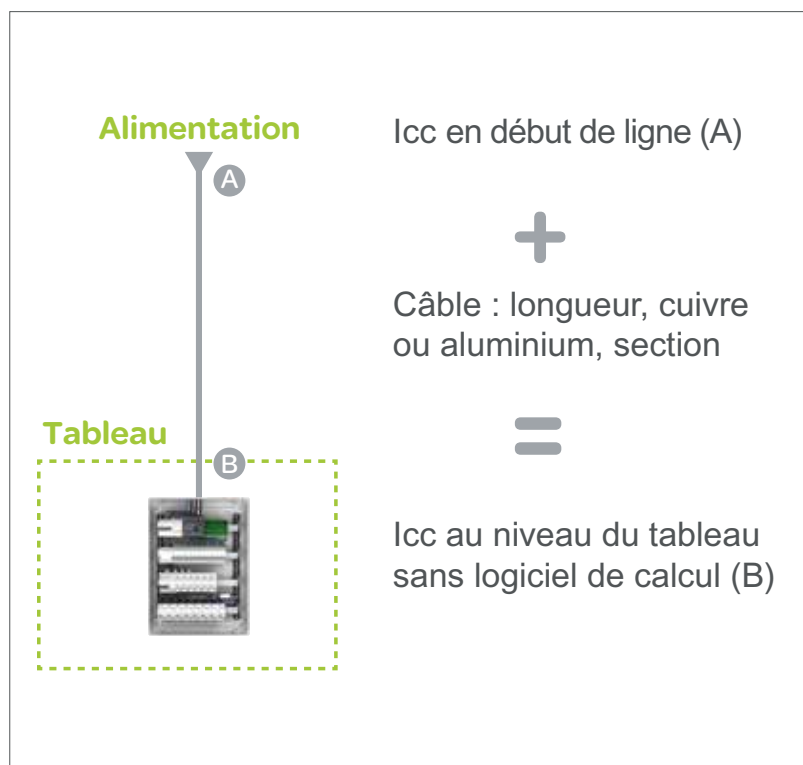 Alimentation
A
Icc en début de ligne (A)
+
Câble : longueur, cuivre
ou aluminium, section
=
Tableau
B
Icc au niveau du tableau
sans logiciel de calcul (B)